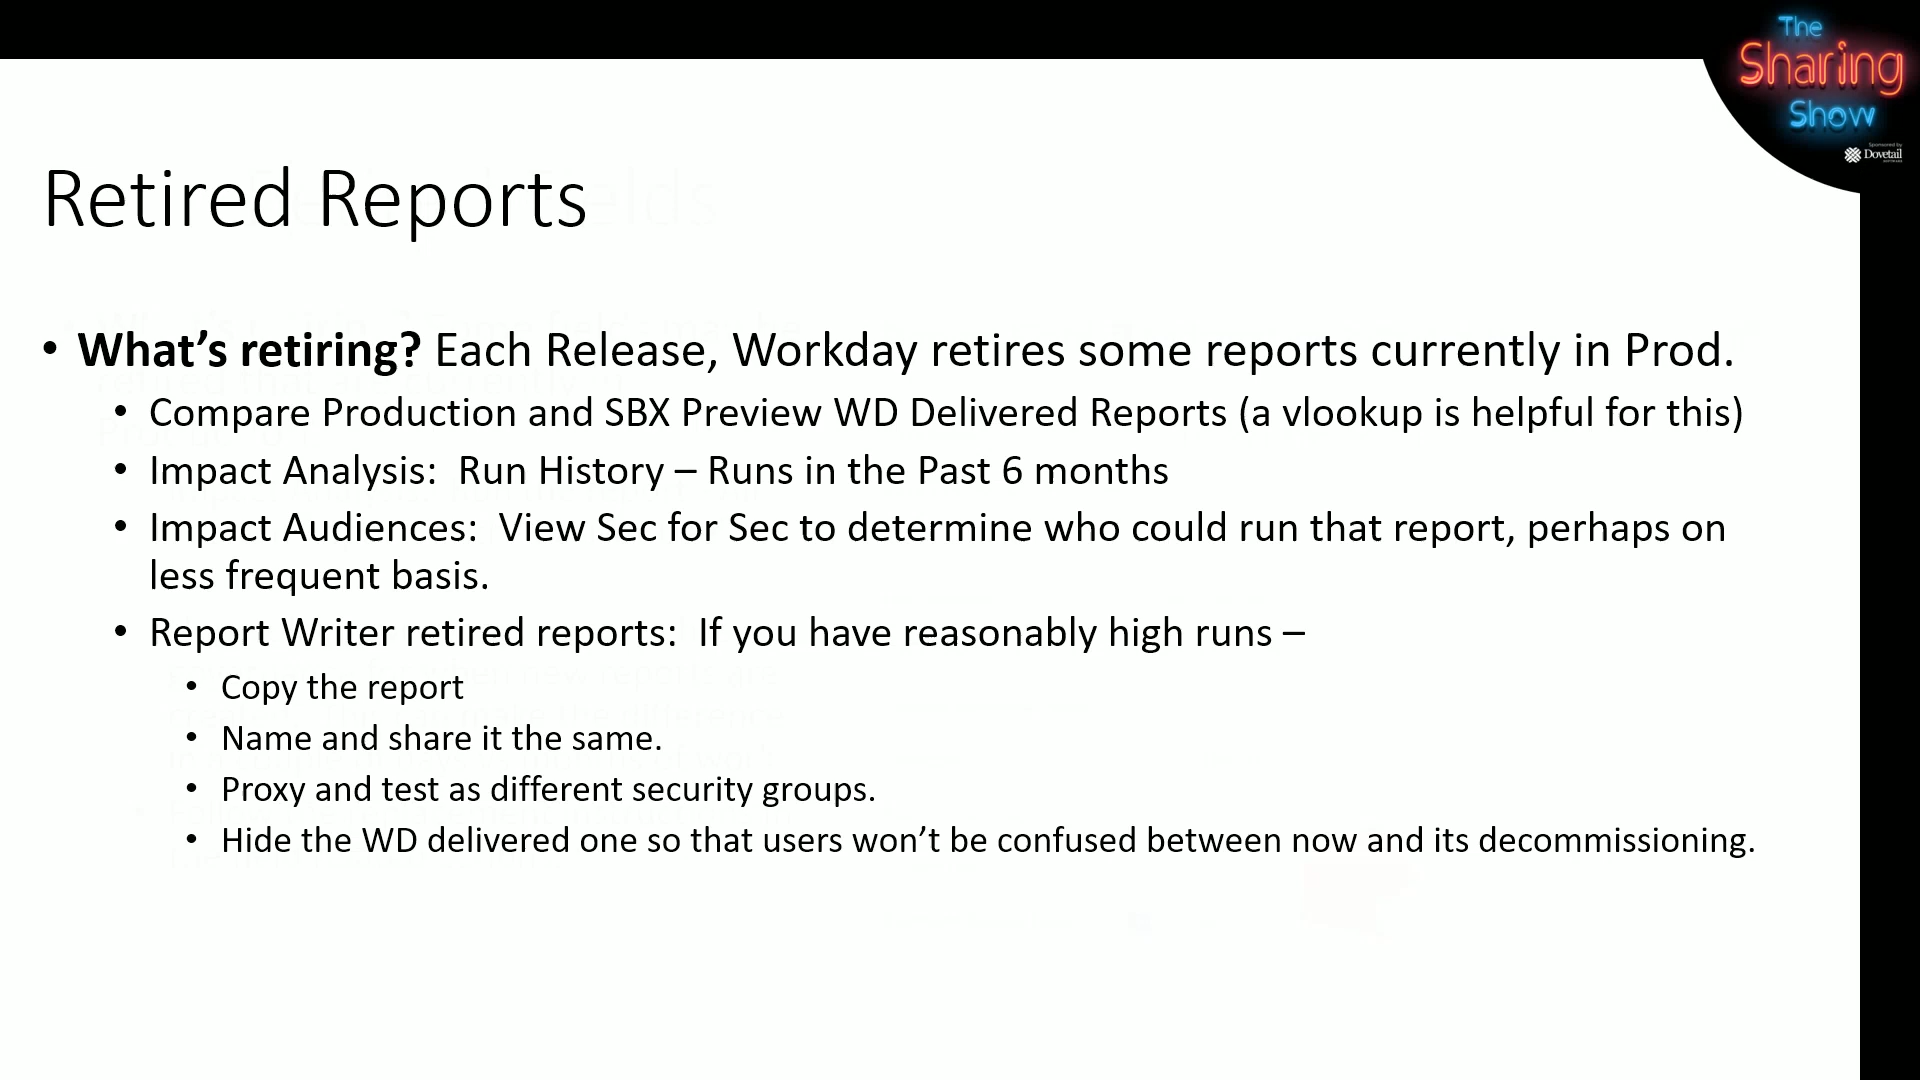 The
Sharing
Show
Sponsored by
Dovetail
SOFTWARE
Retired Reports
• What’s retiring? Each Release, Workday retires some reports currently in Prod.
• Compare Production and SBX Preview WD Delivered Reports (a vlookup is helpful for this)
• Impact Analysis:  Run History – Runs in the Past 6 months
• Impact Audiences:  View Sec for Sec to determine who could run that report, perhaps on
less frequent basis.
• Report Writer retired reports:  If you have reasonably high runs –
• Copy the report
• Name and share it the same.
• Proxy and test as different security groups.
• Hide the WD delivered one so that users won’t be confused between now and its decommissioning.